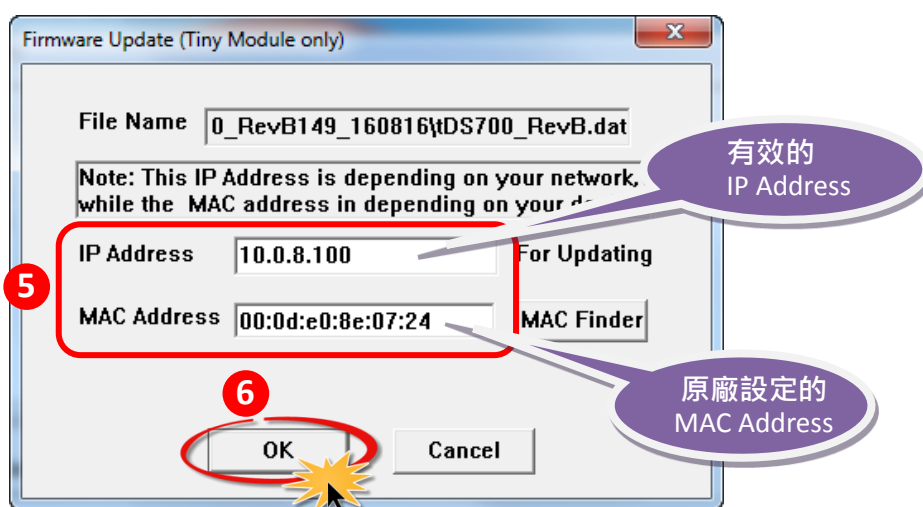 Firmware Update (Tiny Module only)
x
File Name 0_RevB149_160816\tDS700_RevB.dat
有效的
IP Address
Note: This IP Address is depending on your network,
while the MAC address in depending on your
IP Address 10.0.8.100 For Updating
5
MAC Address 00:0d:e0:8e:07:24 MAC Finder
原廠設定的
MAC Address
6
OK Cancel